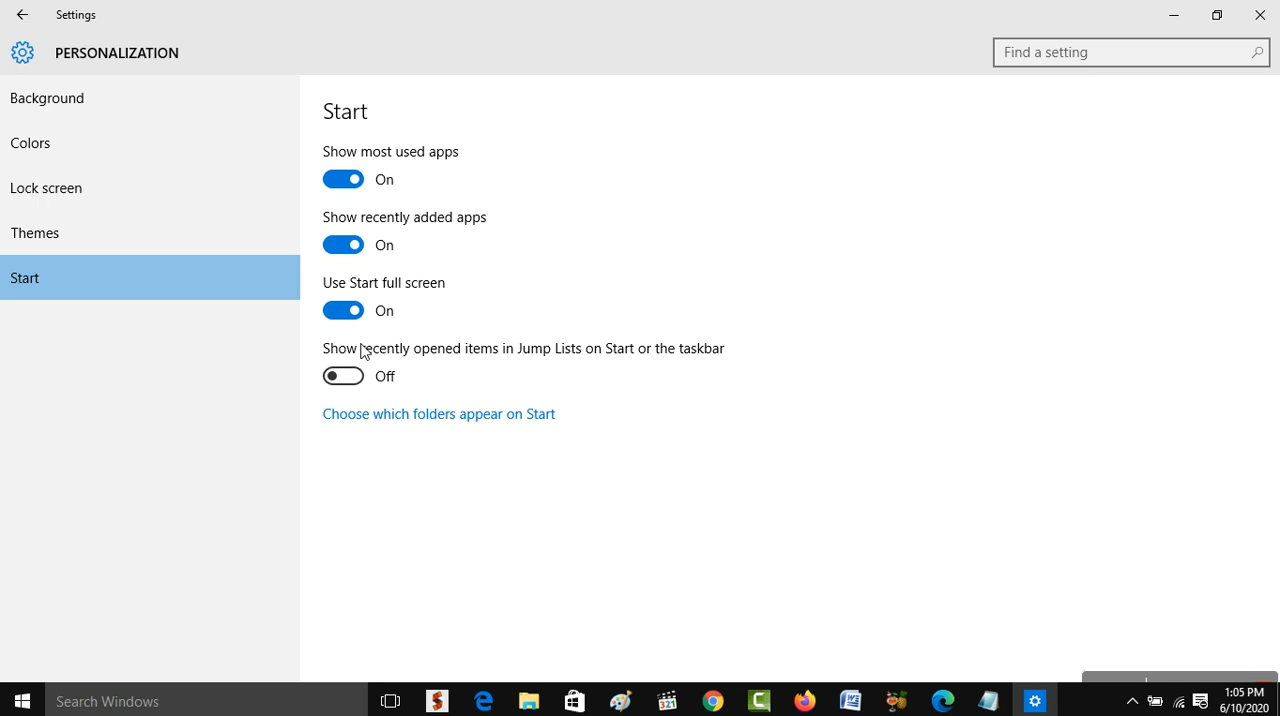 Settings
PERSONALIZATION
Find a setting
Background
Colors
Lock screen
Themes
Start
Start
Show most used apps
On
Show recently added apps
On
Use Start full screen
On
Show recently opened items in Jump Lists on Start or the taskbar
Off
Choose which folders appear on Start
Search Windows
321
1:05 PM
6/10/2020